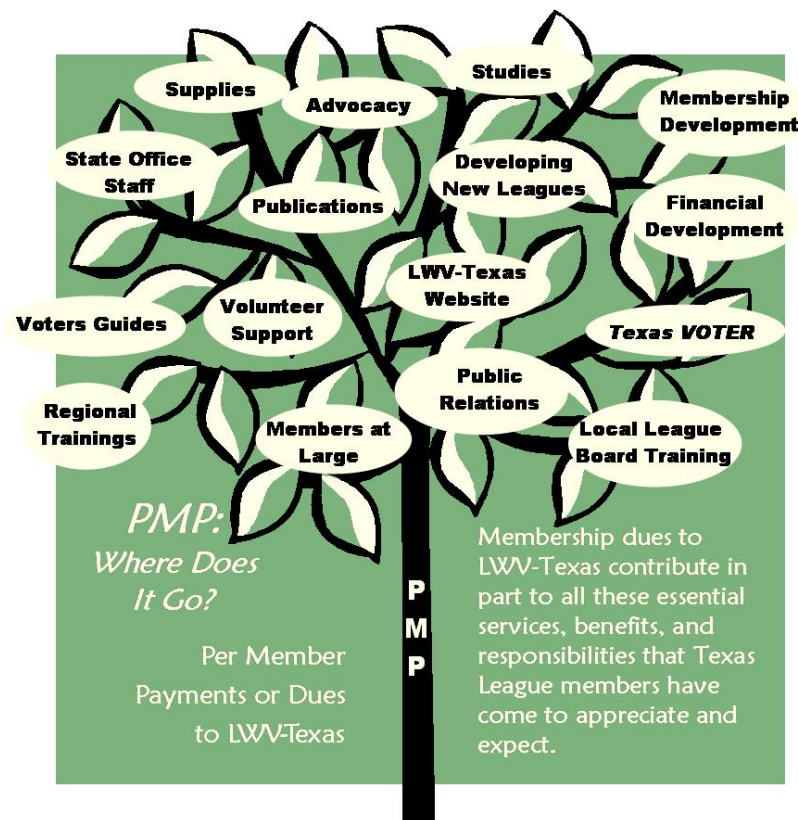 Supplies
Advocacy
Studies
Membership
Development
State Office
Staff
Publications
Developing
New Leagues
Financial
Development
Voters Guides
Volunteer
Support
LWV-Texas
Website
Texas VOTER
Regional
Trainings
Members at
Large
Public
Relations
Local League
Board Training
PMP:
Where Does
It Go?
Per Member
Payments or Dues
to LWV-Texas
P
M
P
Membership dues to
LWV-Texas contribute in
part to all these essential
services, benefits, and
responsibilities that Texas
League members have
come to appreciate and
expect.